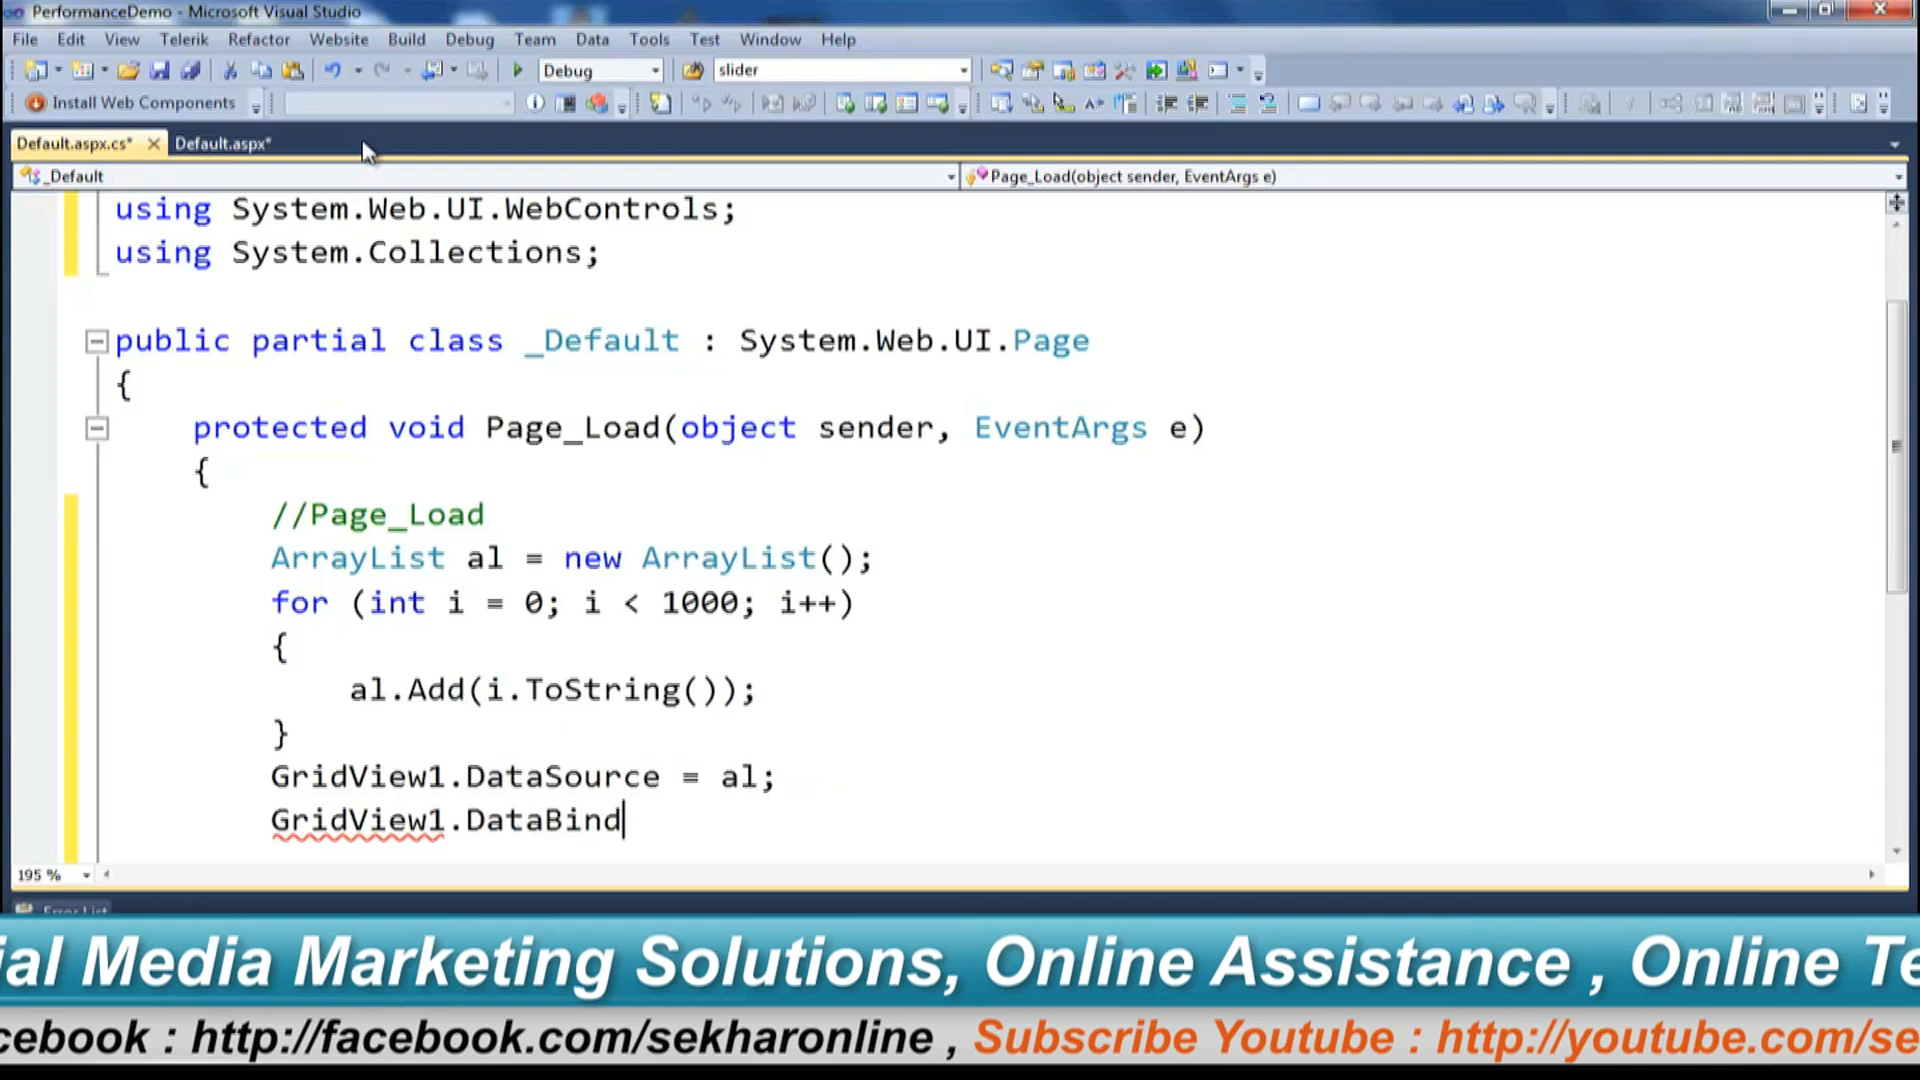 PerformanceDemo - Microsoft Visual Studio
File Edit View Telerik Refactor Website Build Debug Team Data Tools Test Window Help
Debug slider
Install Web Components
Default.aspx.cs* Default.aspx*
_Default Page_Load(object sender, EventArgs e)
using System.Web.UI.WebControls;
using System.Collections;
public partial class _Default : System.Web.UI.Page
{
protected void Page_Load(object sender, EventArgs e)
{
//Page_Load
ArrayList al = new ArrayList();
for (int i = 0; i < 1000; i++)
{
al.Add(i.ToString());
}
GridView1.DataSource = al;
GridView1.DataBind
195 %
Error List
ial Media Marketing Solutions, Online Assistance , Online Te
cebook : http://facebook.com/sekharonline , Subscribe Youtube : http://youtube.com/se